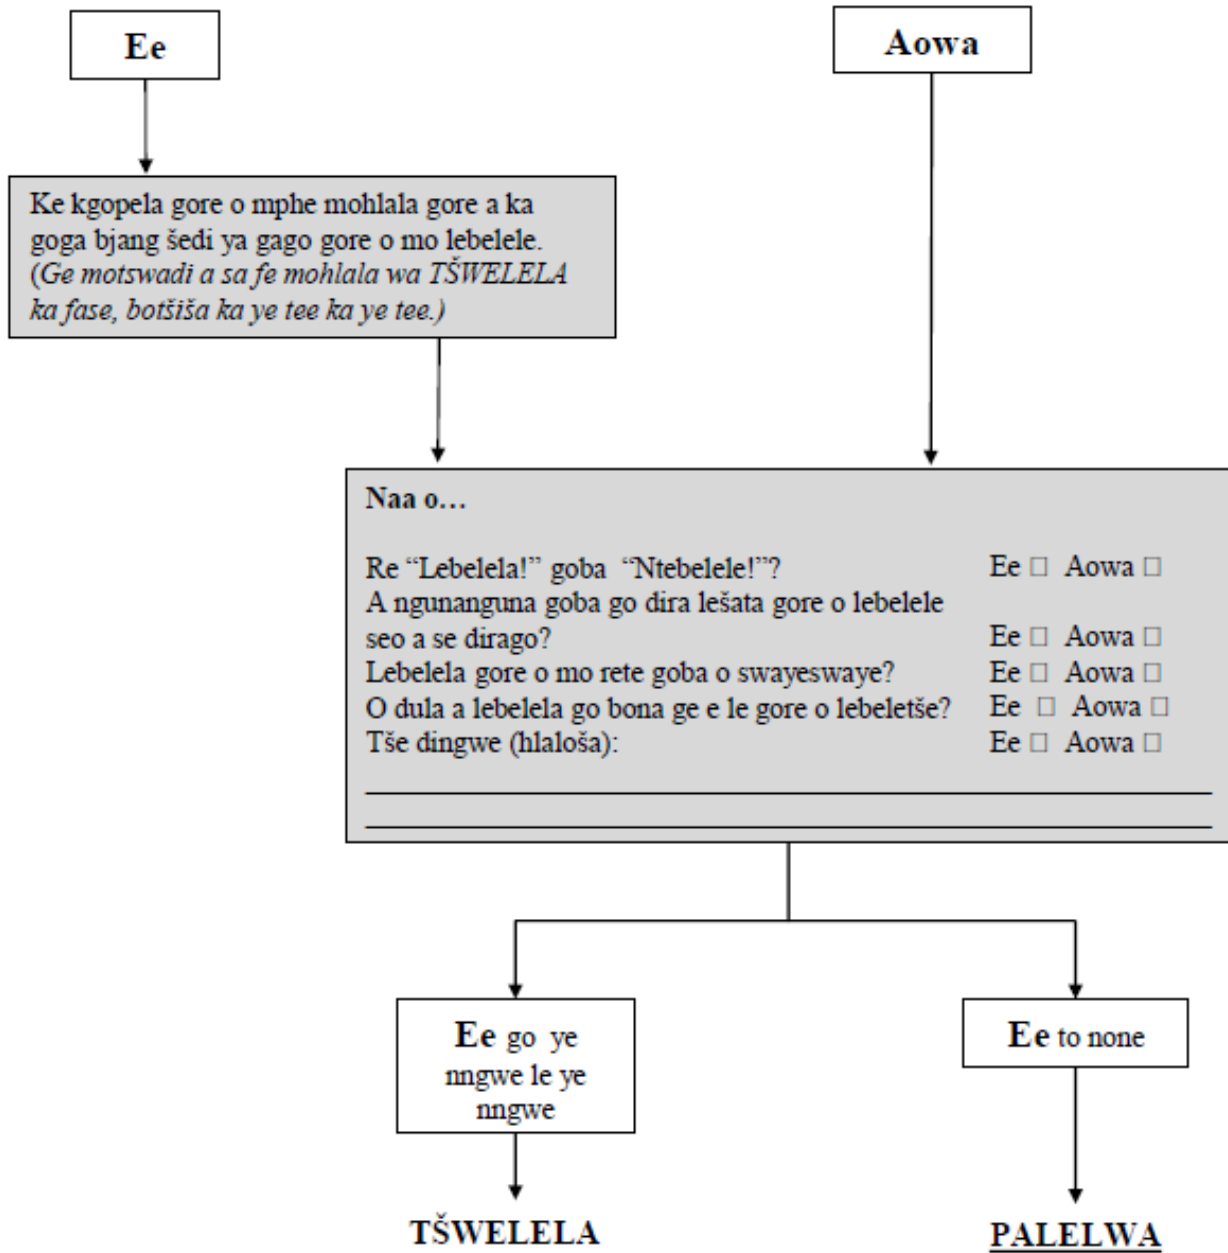 Ee
Aowa
Ke kgopela gore o mphe mohlala gore a ka
goga bjang šedi ya gago gore o mo lebelele.
(Ge motswadi a sa fe mohlala wa TŠWELELA
ka fase, botšiša ka ye tee ka ye tee.)
Naa o…
Re “Lebelela!” goba “Ntebelele!”? Ee □ Aowa □
A ngunanguna goba go dira lešata gore o lebelele
seo a se dirago? Ee □ Aowa □
Lebelela gore o mo rete goba o swayeswaye? Ee □ Aowa □
O dula a lebelela go bona ge e le gore o lebeletše? Ee □ Aowa □
Tše dingwe (hlaloša): Ee □ Aowa □
Ee go ye
nngwe le ye
nngwe
Ee to none
TŠWELELA
PALELWA